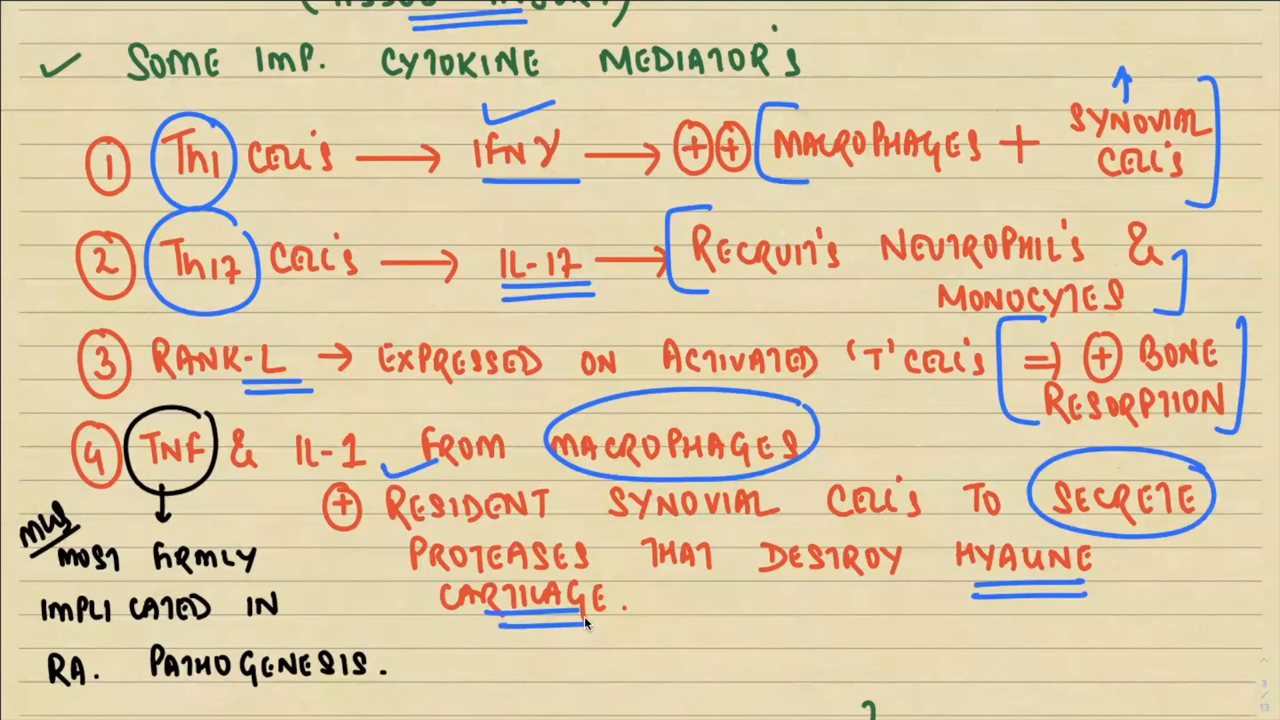 ✓ SOME IMP. CYTOKINE MEDIATOR'S
① Th1 CELL'S → IFN γ → ⊕⊕ [MACROPHAGES + SYNOVIAL CELL'S]
② Th17 CELL'S → IL-17 → [RECRUIT'S NEUTROPHIL'S &
MONOCYTES]
③ RANK-L → EXPRESSED ON ACTIVATED 'T' CELL'S [⇒ ⊕ BONE
RESORPTION]
④ TNF & IL-1 FROM MACROPHAGES
⊕ RESIDENT SYNOVIAL CELL'S TO SECRETE
PROTEASES THAT DESTROY HYALINE
CARTILAGE.
↓
MOST FIRMLY
IMPLICATED IN
RA. PATHOGENESIS.
3
/
13